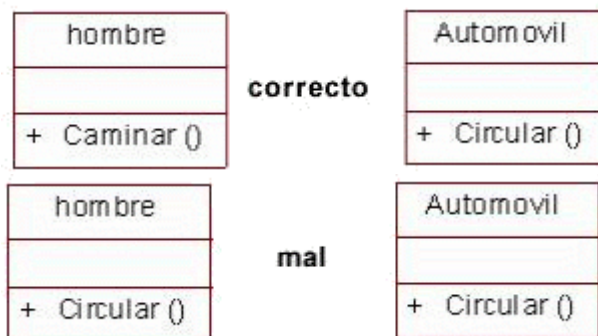 hombre
+ Caminar ()
correcto
Automovil
+ Circular ()
hombre
+ Circular ()
mal
Automovil
+ Circular ()